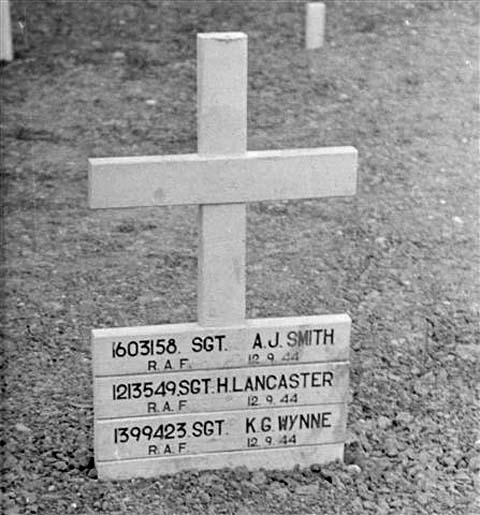 1603158. SGT. A.J. SMITH
R.A.F. 12.9.44
1213549. SGT. H. LANCASTER
R.A.F 12.9.44
1399423. SGT. K.G. WYNNE
R.A.F. 12.9.44